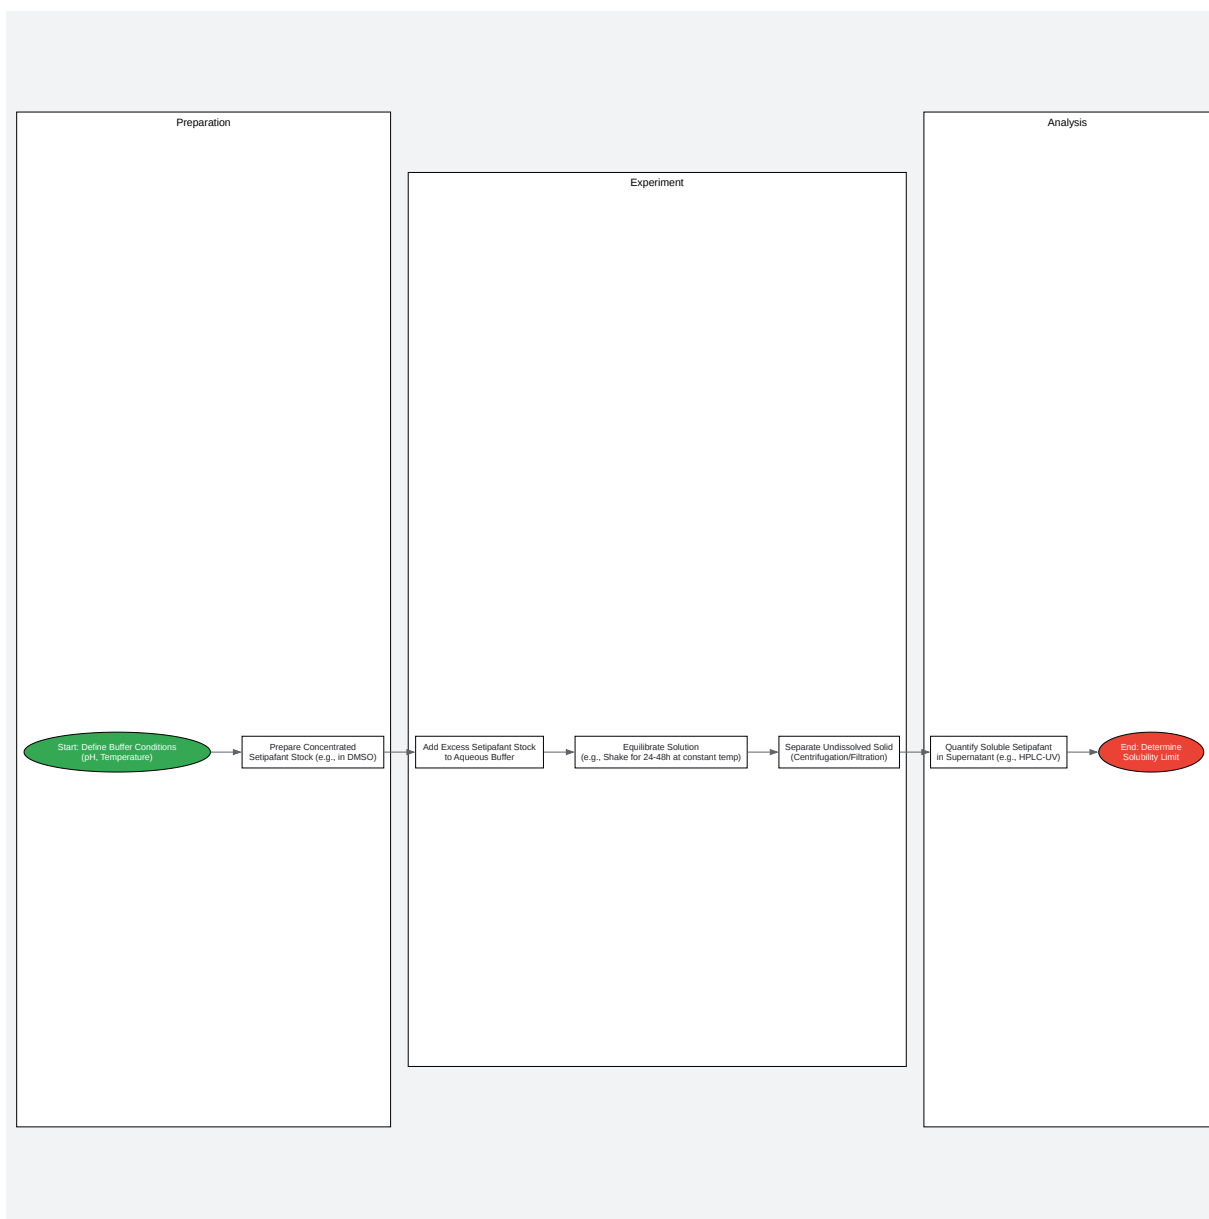 Preparation
Start: Define Buffer Conditions
(pH, Temperature)
Prepare Concentrated
Setipafant Stock (e.g., in DMSO)
Experiment
Add Excess Setipafant Stock
to Aqueous Buffer
Equilibrate Solution
(e.g., Shake for 24-48h at constant temp)
Separate Undissolved Solid
(Centrifugation/Filtration)
Analysis
Quantify Soluble Setipafant
in Supernatant (e.g., HPLC-UV)
End: Determine
Solubility Limit